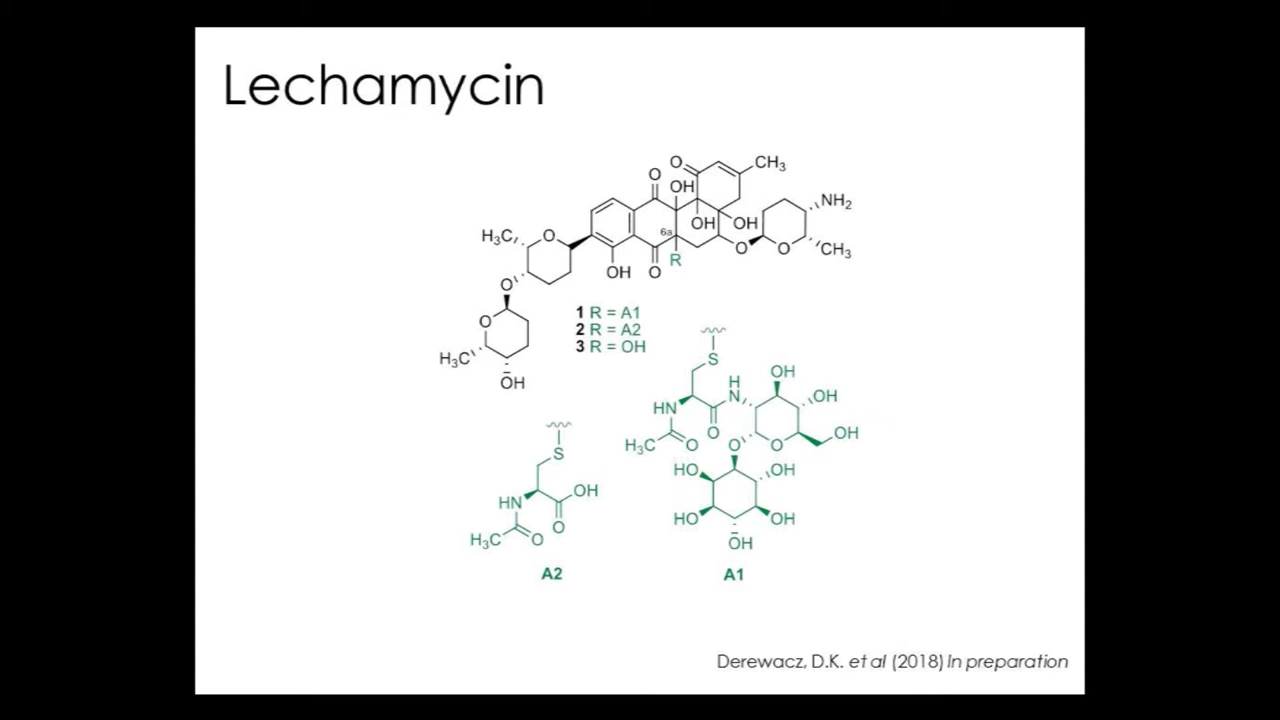 Lechamycin
O
CH3
O
OH
NH2
OH
OH
6a
H3C
O
O
O
CH3
R
OH
O
O
1 R = A1
2 R = A2
3 R = OH
O
H3C
OH
S
OH
H
N
OH
HN
O
OH
H3C
O
O
O
HO
OH
HO
OH
OH
A1
S
OH
HN
O
H3C
O
A2
Derewacz, D.K. et al (2018) In preparation